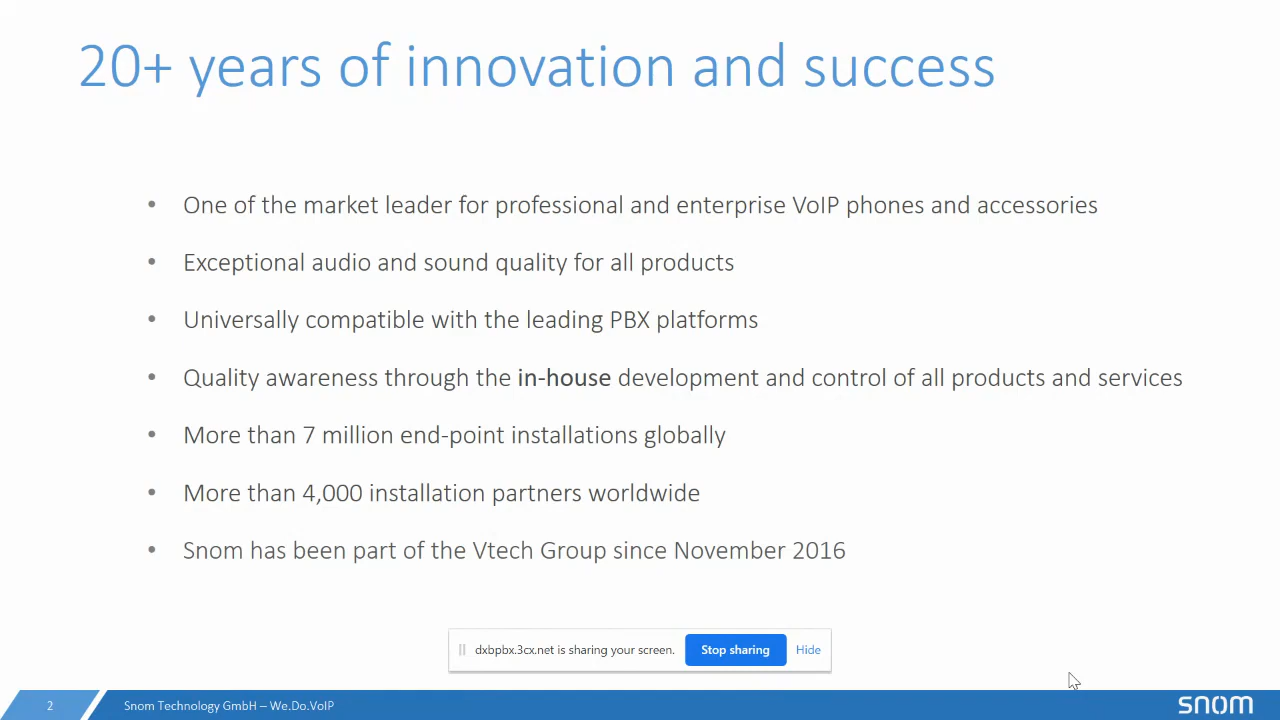 20+ years of innovation and success
• One of the market leader for professional and enterprise VoIP phones and accessories
• Exceptional audio and sound quality for all products
• Universally compatible with the leading PBX platforms
• Quality awareness through the in-house development and control of all products and services
• More than 7 million end-point installations globally
• More than 4,000 installation partners worldwide
• Snom has been part of the Vtech Group since November 2016
dxbpbx.3cx.net is sharing your screen. Stop sharing Hide
2 Snom Technology GmbH – We.Do.VoIP snom